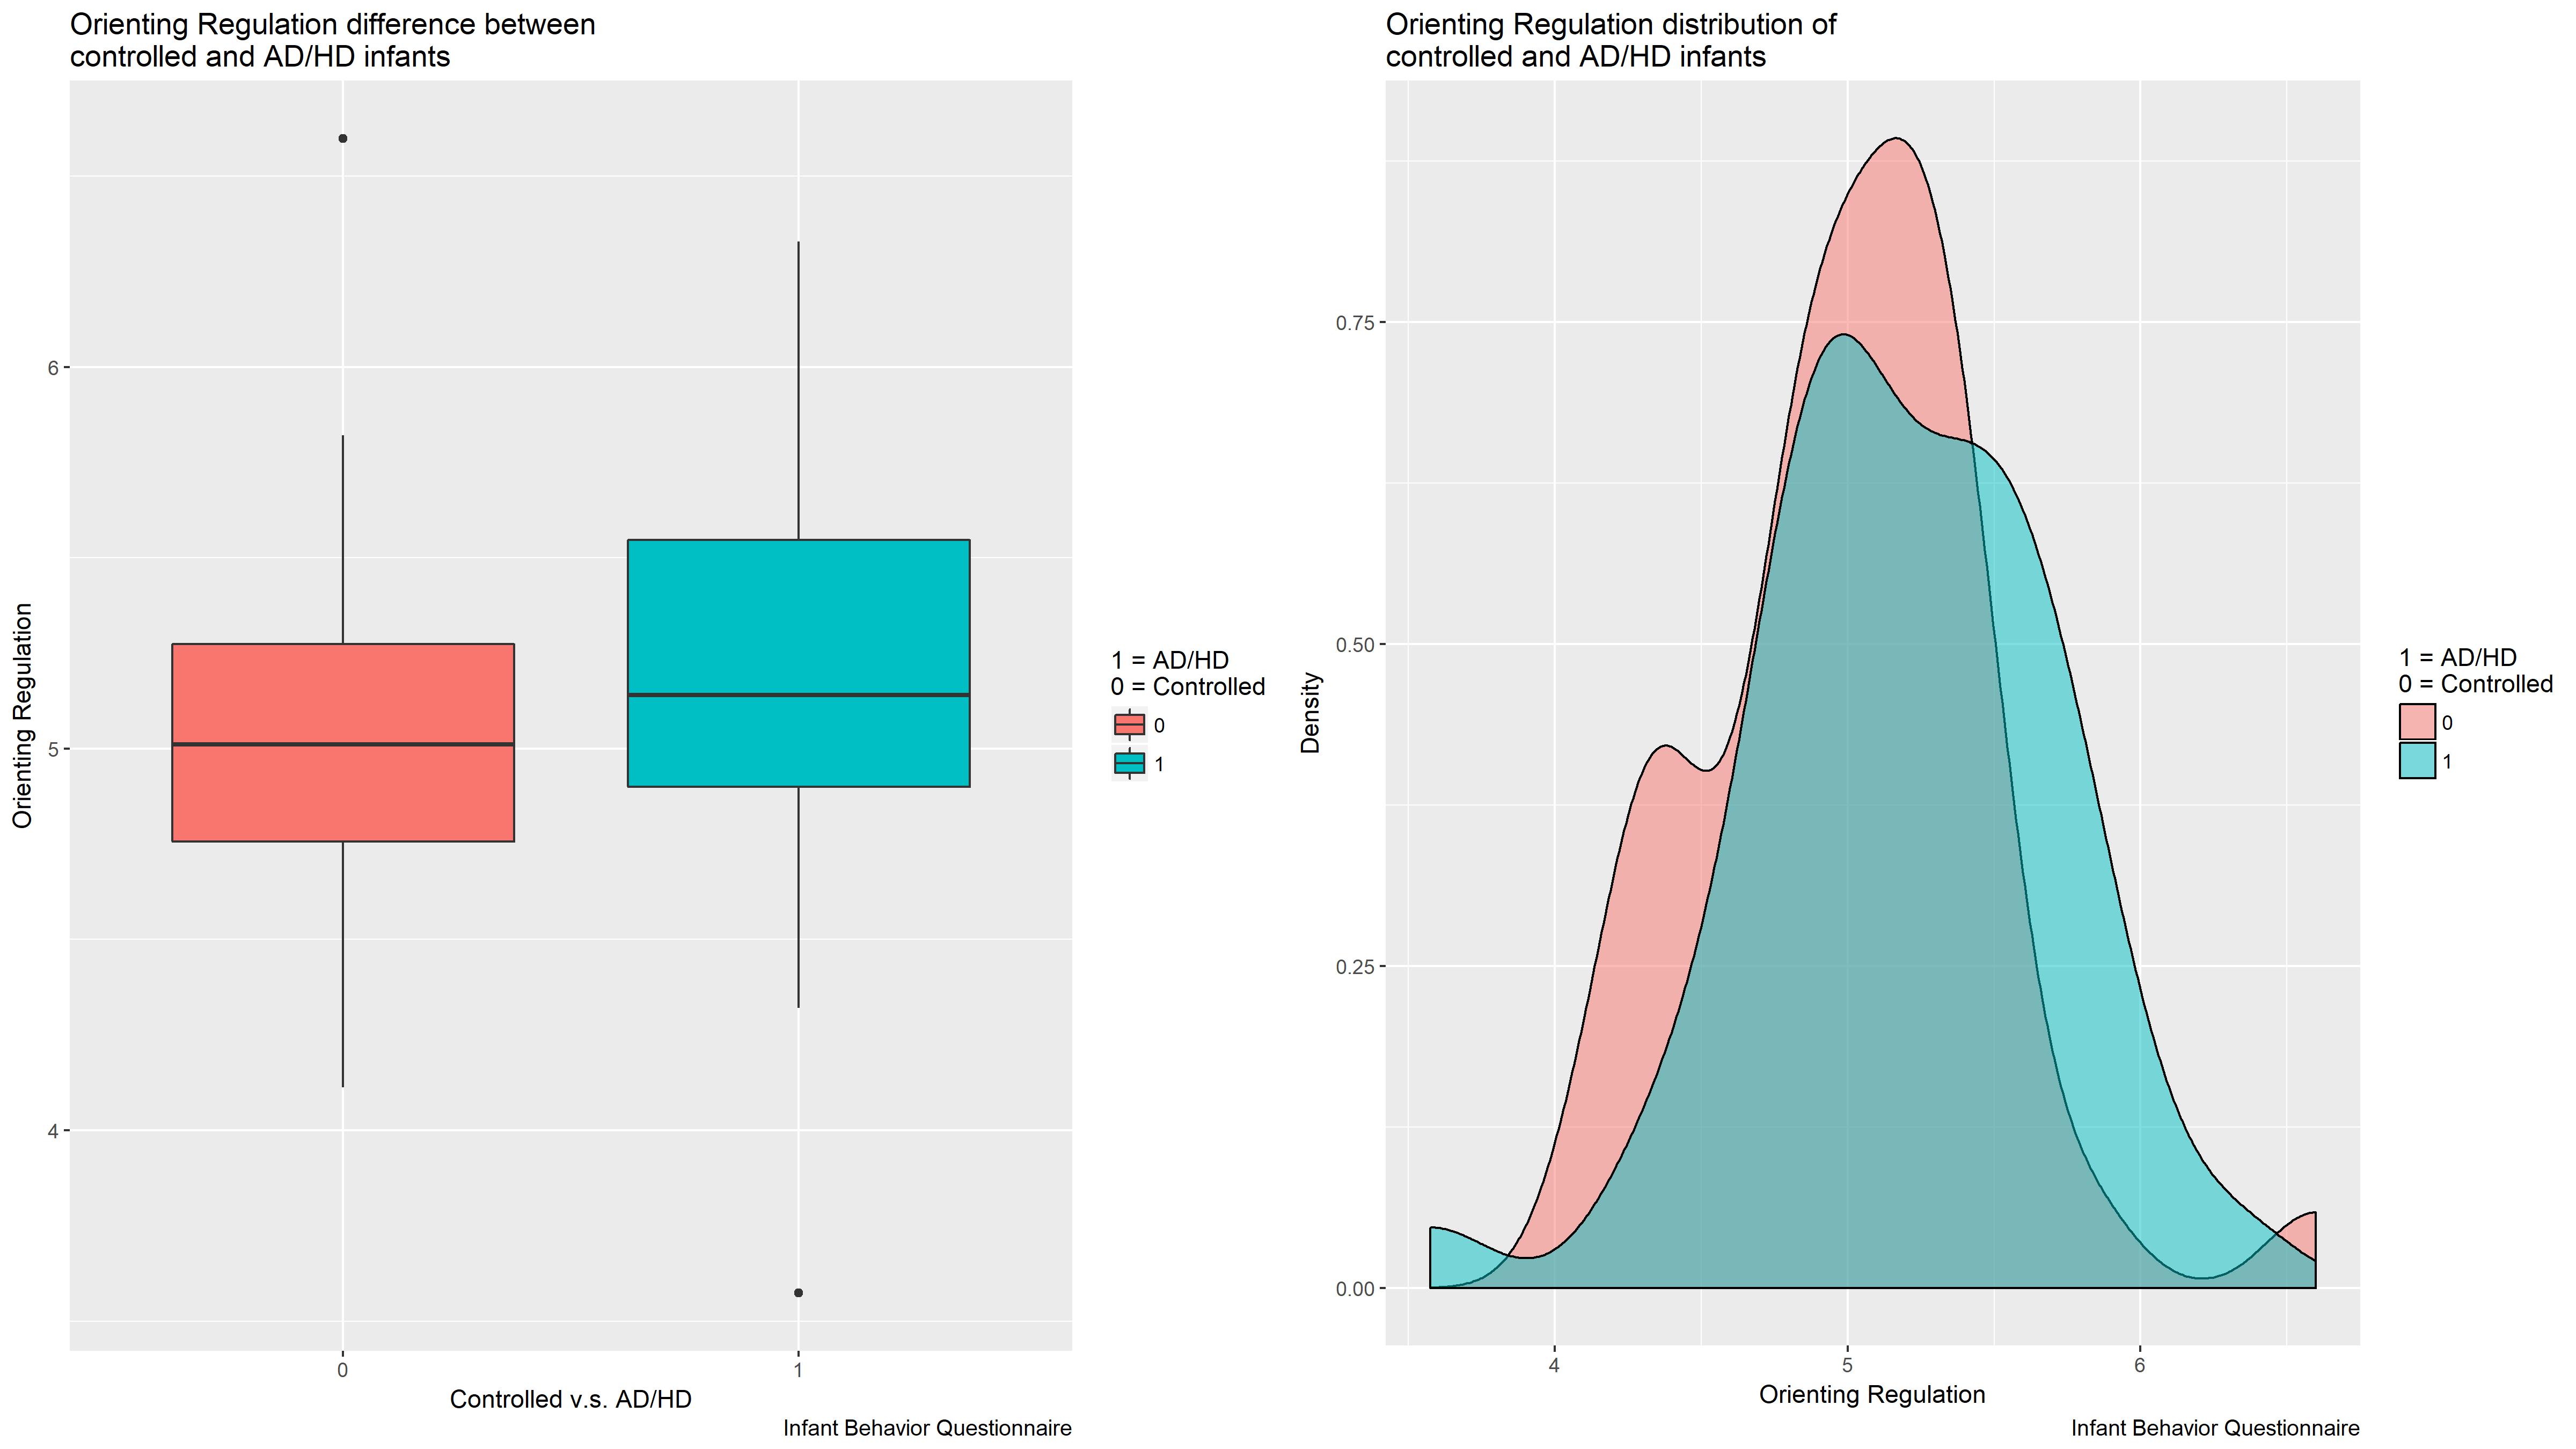 Orienting Regulation difference between
controlled and AD/HD infants
Orienting Regulation
6
5
4
0
1
Controlled v.s. AD/HD
Infant Behavior Questionnaire
1 = AD/HD
0 = Controlled
0
1
Orienting Regulation distribution of
controlled and AD/HD infants
Density
0.75
0.50
0.25
0.00
4
5
6
Orienting Regulation
Infant Behavior Questionnaire
1 = AD/HD
0 = Controlled
0
1